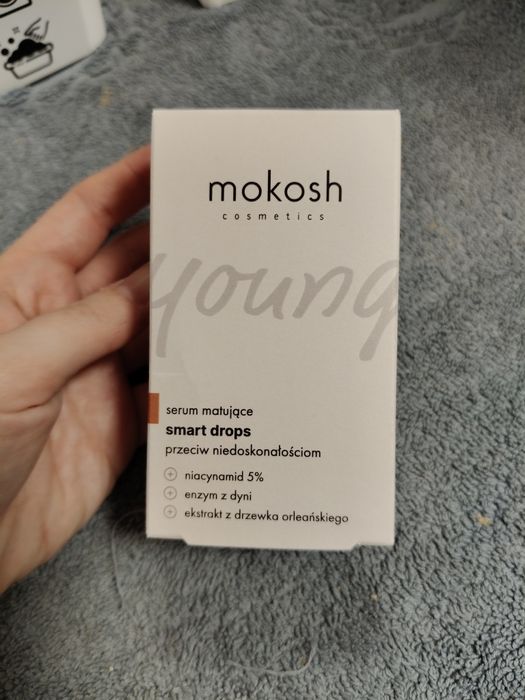 mokosh
cosmetics
young
serum matujące
smart drops
przeciw niedoskonałościom
niacynamid 5%
enzym z dyni
ekstrakt z drzewka orleańskiego